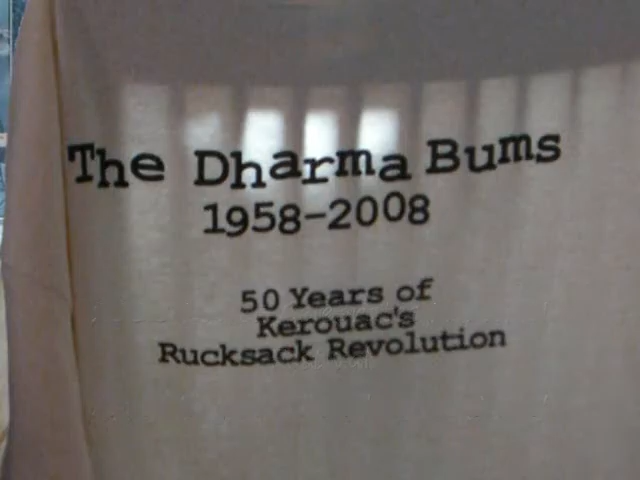 The Dharma Bums
1958-2008
50 Years of
Kerouac's
Rucksack Revolution